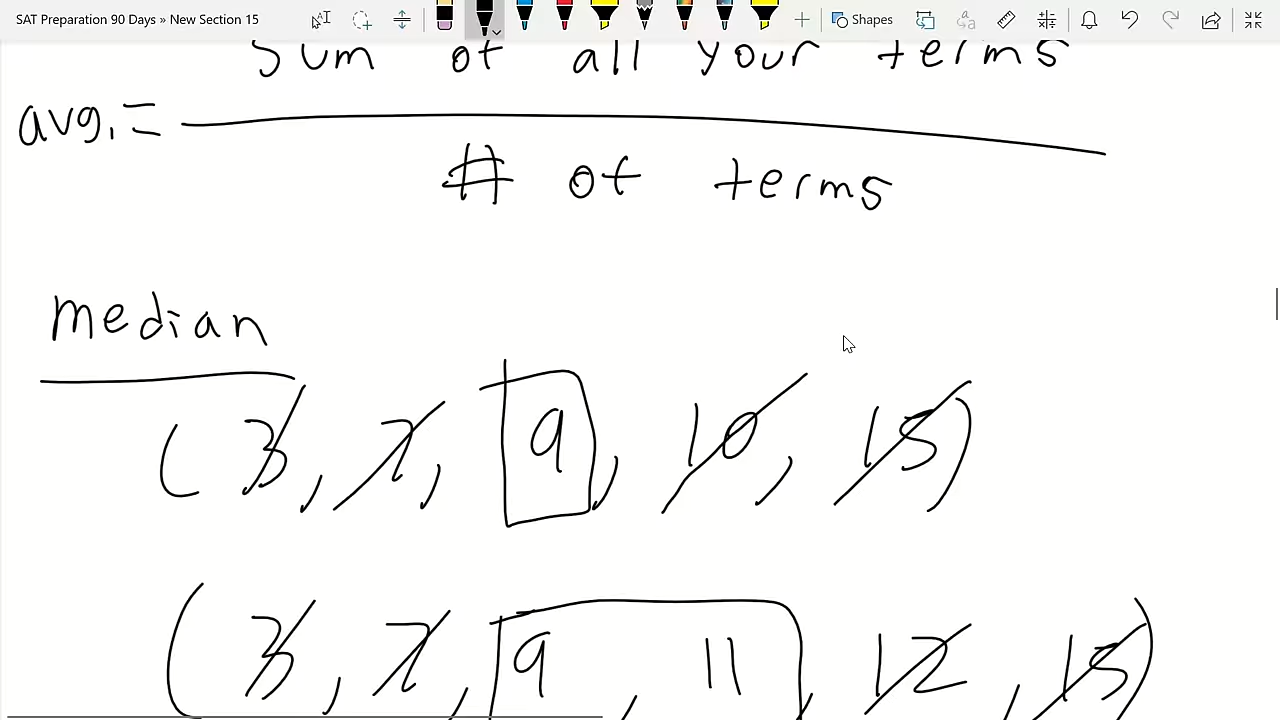 SAT Preparation 90 Days » New Section 15
Shapes
Sum of all your terms
avg. =
# of terms
median
( 3, 7, 9, 10, 15)
( 3, 7, 9, 11, 12, 15)